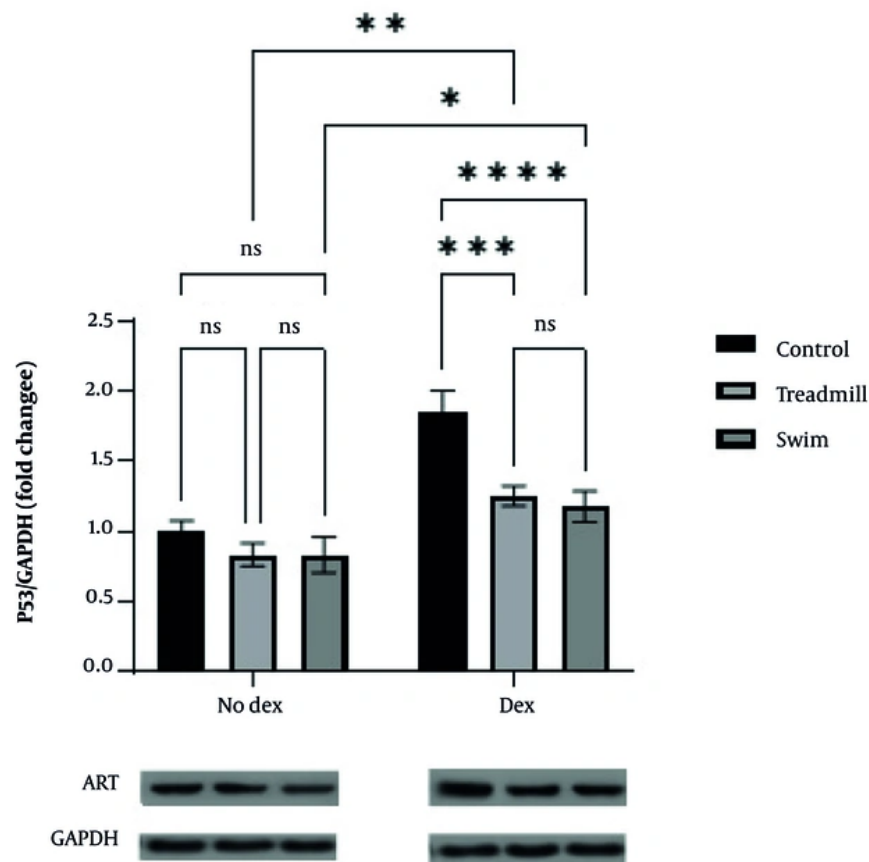 **
*
****
***
ns
ns
ns
ns
2.5
2.0
1.5
1.0
0.5
0.0
P53/GAPDH (fold changee)
No dex
Dex
Control
Treadmill
Swim
ART
GAPDH